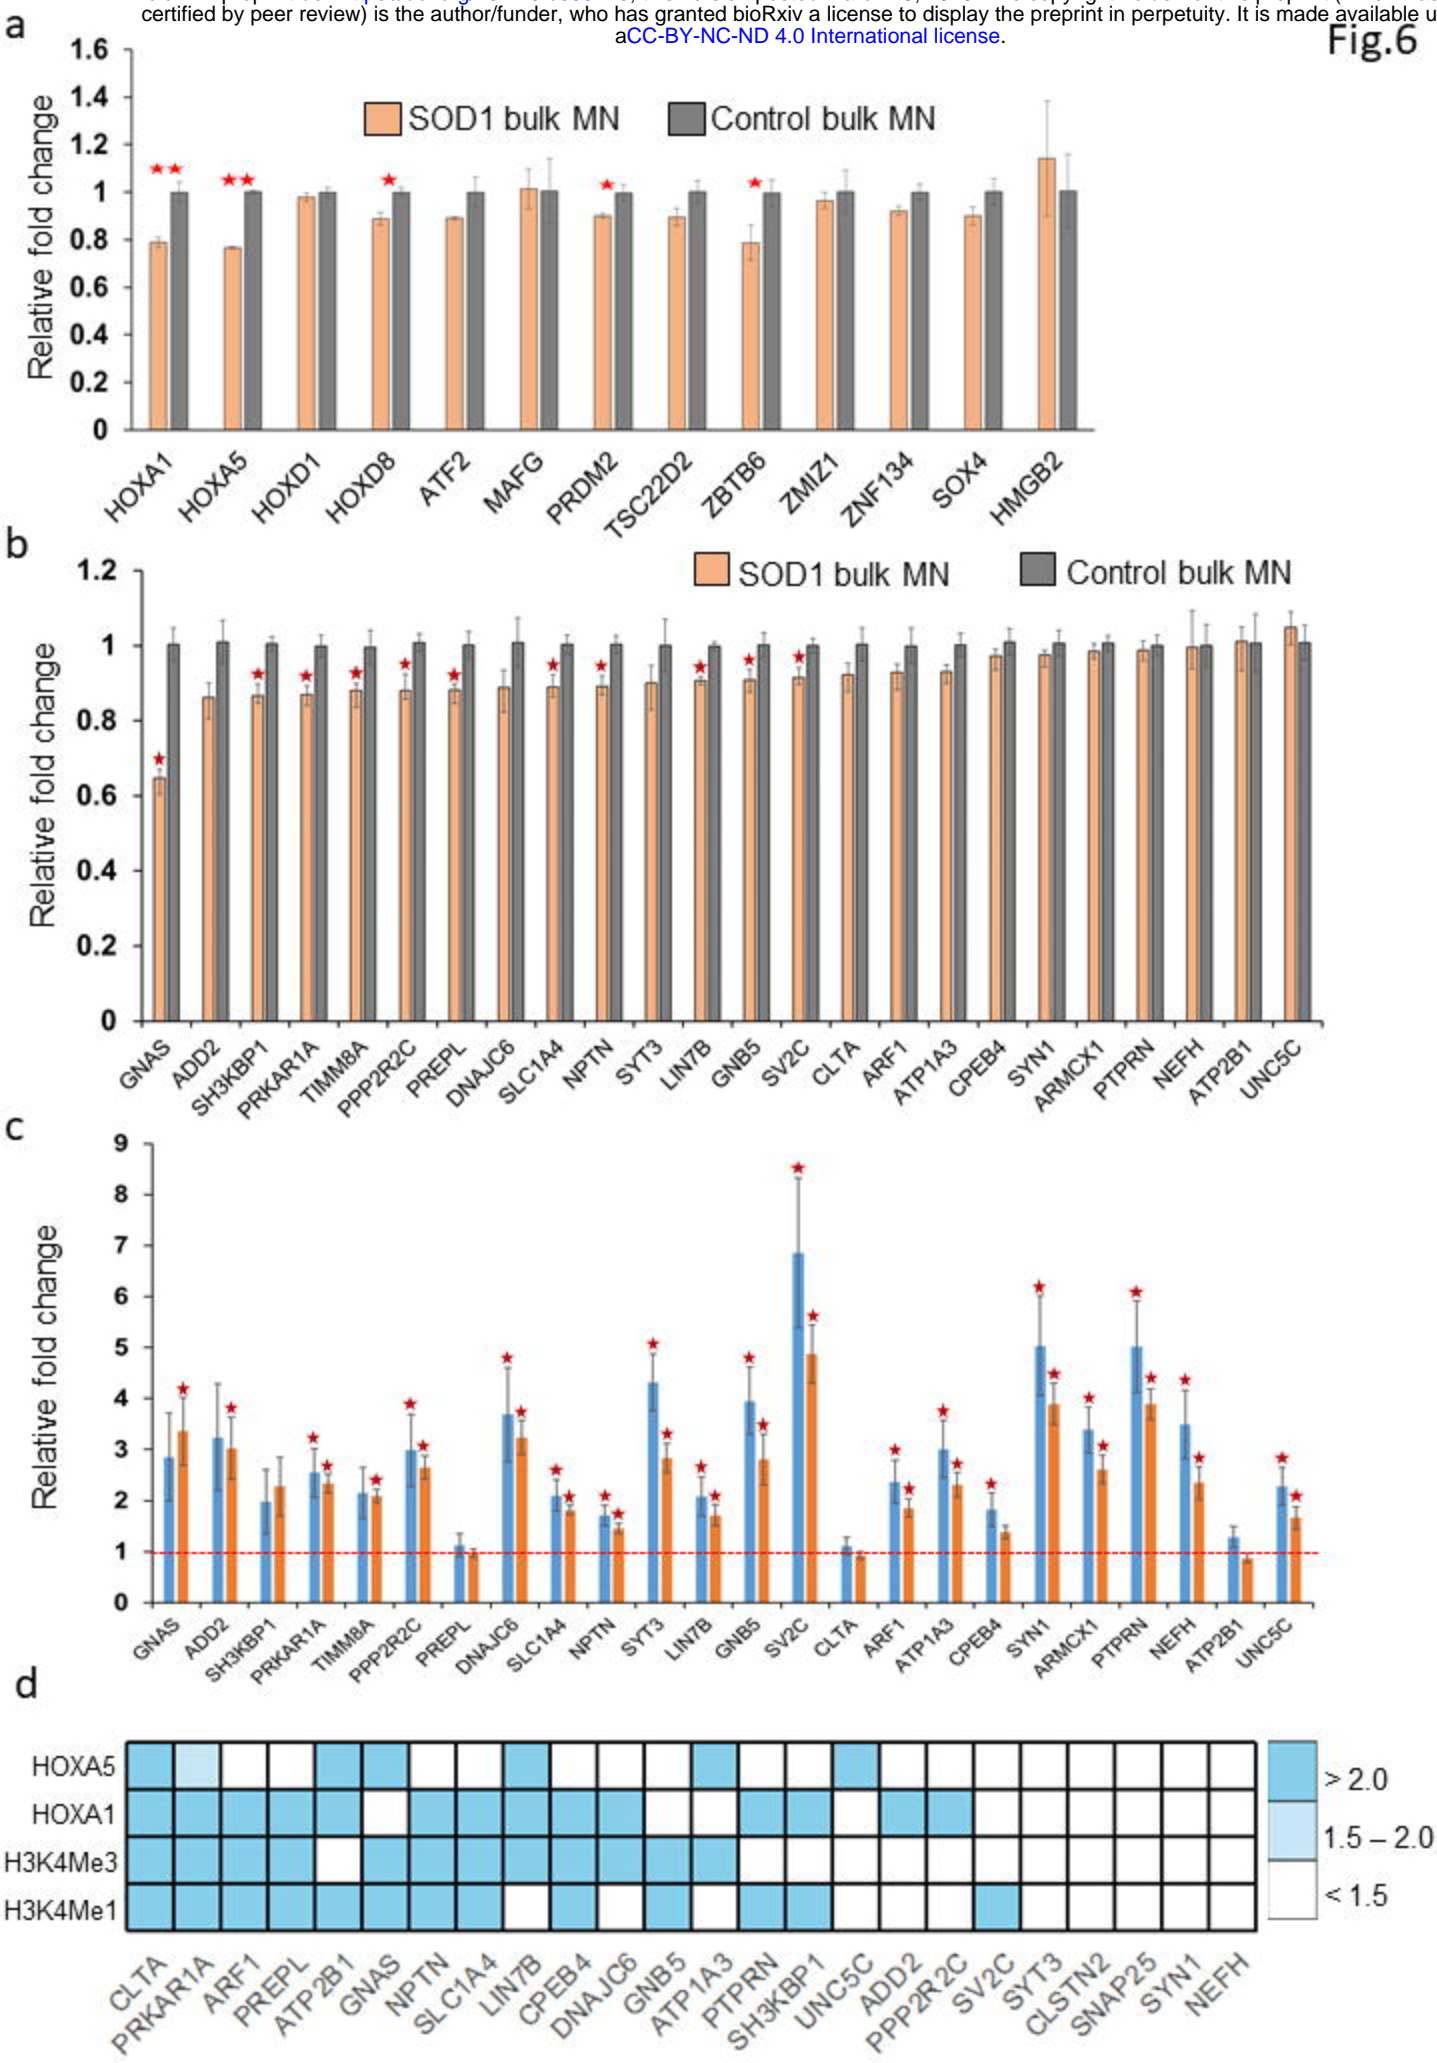 certified by peer review) is the author/funder, who has granted bioRxiv a license to display the preprint in perpetuity. It is made available u
aCC-BY-NC-ND 4.0 International license.
Fig.6
a
Relative fold change
1.6
1.4
1.2
1
0.8
0.6
0.4
0.2
0
SOD1 bulk MN
Control bulk MN
HOXA1
HOXA5
HOXD1
HOXD8
ATF2
MAFG
PRDM2
TSC22D2
ZBTB6
ZMIZ1
ZNF134
SOX4
HMGB2
b
Relative fold change
1.2
1
0.8
0.6
0.4
0.2
0
SOD1 bulk MN
Control bulk MN
GNAS
ADD2
SH3KBP1
PRKAR1A
TIMM8A
PPP2R2C
PREPL
DNAJC6
SLC1A4
NPTN
SYT3
LIN7B
GNB5
SV2C
CLTA
ARF1
ATP1A3
CPEB4
SYN1
ARMCX1
PTPRN
NEFH
ATP2B1
UNC5C
c
Relative fold change
9
8
7
6
5
4
3
2
1
0
GNAS
ADD2
SH3KBP1
PRKAR1A
TIMM8A
PPP2R2C
PREPL
DNAJC6
SLC1A4
NPTN
SYT3
LIN7B
GNB5
SV2C
CLTA
ARF1
ATP1A3
CPEB4
SYN1
ARMCX1
PTPRN
NEFH
ATP2B1
UNC5C
d
HOXA5
HOXA1
H3K4Me3
H3K4Me1
> 2.0
1.5 – 2.0
< 1.5
CLTA
PRKAR1A
ARF1
PREPL
ATP2B1
GNAS
NPTN
SLC1A4
LIN7B
CPEB4
DNAJC6
GNB5
ATP1A3
PTPRN
SH3KBP1
UNC5C
ADD2
PPP2R2C
SV2C
SYT3
CLSTN2
SNAP25
SYN1
NEFH